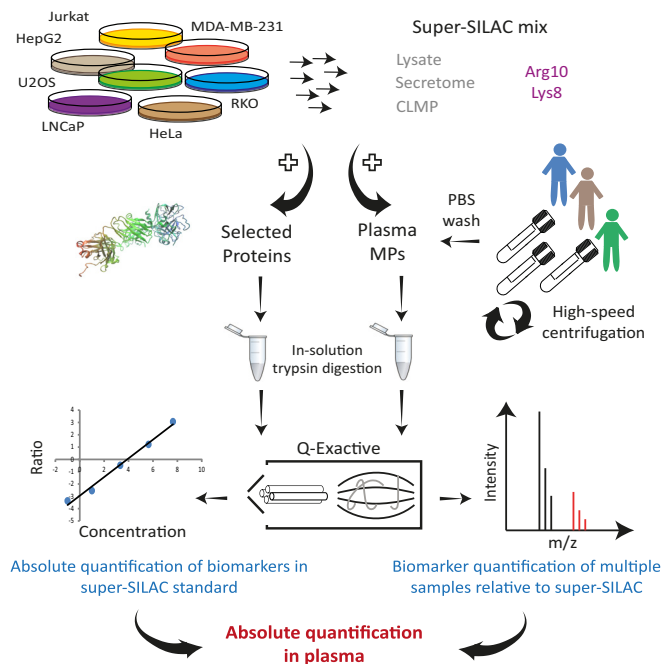 Jurkat
MDA-MB-231
HepG2
U2OS
RKO
LNCaP
HeLa
Super-SILAC mix
Lysate
Secretome
CLMP
Arg10
Lys8
Selected
Proteins
Plasma
MPs
PBS
wash
High-speed
centrifugation
In-solution
trypsin digestion
Q-Exactive
Ratio
4
3
2
1
0
-1
-2
-3
-4
-5
-2
0
2
4
6
8
10
Concentration
Intensity
m/z
Absolute quantification of biomarkers in
super-SILAC standard
Biomarker quantification of multiple
samples relative to super-SILAC
Absolute quantification
in plasma